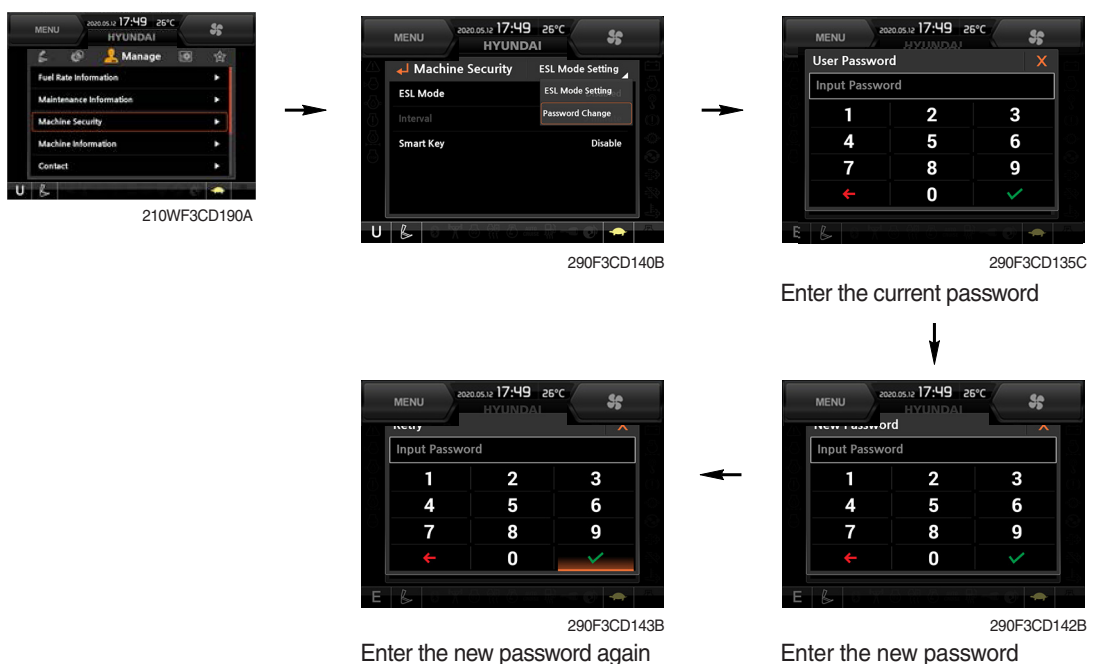 MENU
2020.05.12 17:49 26°C
HYUNDAI
Manage
Fuel Rate Information
Maintenance Information
Machine Security
Machine Information
Contact
U
210WF3CD190A
MENU
2020.05.12 17:49 26°C
HYUNDAI
Machine Security
ESL Mode Setting
ESL Mode
ESL Mode Setting
Interval
Password Change
Smart Key
Disable
U
290F3CD140B
MENU
2020.05.12 17:49 26°C
HYUNDAI
User Password X
Input Password
1 2 3
4 5 6
7 8 9
0
E
290F3CD135C
Enter the current password
MENU
2020.05.12 17:49 26°C
HYUNDAI
Retry X
Input Password
1 2 3
4 5 6
7 8 9
0
E
290F3CD143B
Enter the new password again
MENU
2020.05.12 17:49 26°C
HYUNDAI
New Password X
Input Password
1 2 3
4 5 6
7 8 9
0
E
290F3CD142B
Enter the new password